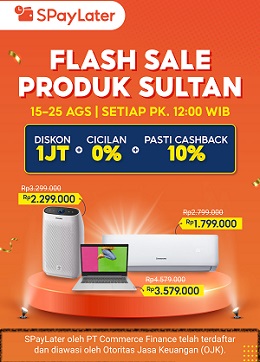 SPayLater
FLASH SALE
PRODUK SULTAN
15-25 AGS | SETIAP PK. 12:00 WIB
DISKON
1JT
+
CICILAN
0%
+
PASTI CASHBACK
10%
Rp3.299.000
Rp2.299.000
Rp2.799.000
Rp1.799.000
Rp4.579.000
Rp3.579.000
SPayLater oleh PT Commerce Finance telah terdaftar
dan diawasi oleh Otoritas Jasa Keuangan (OJK).